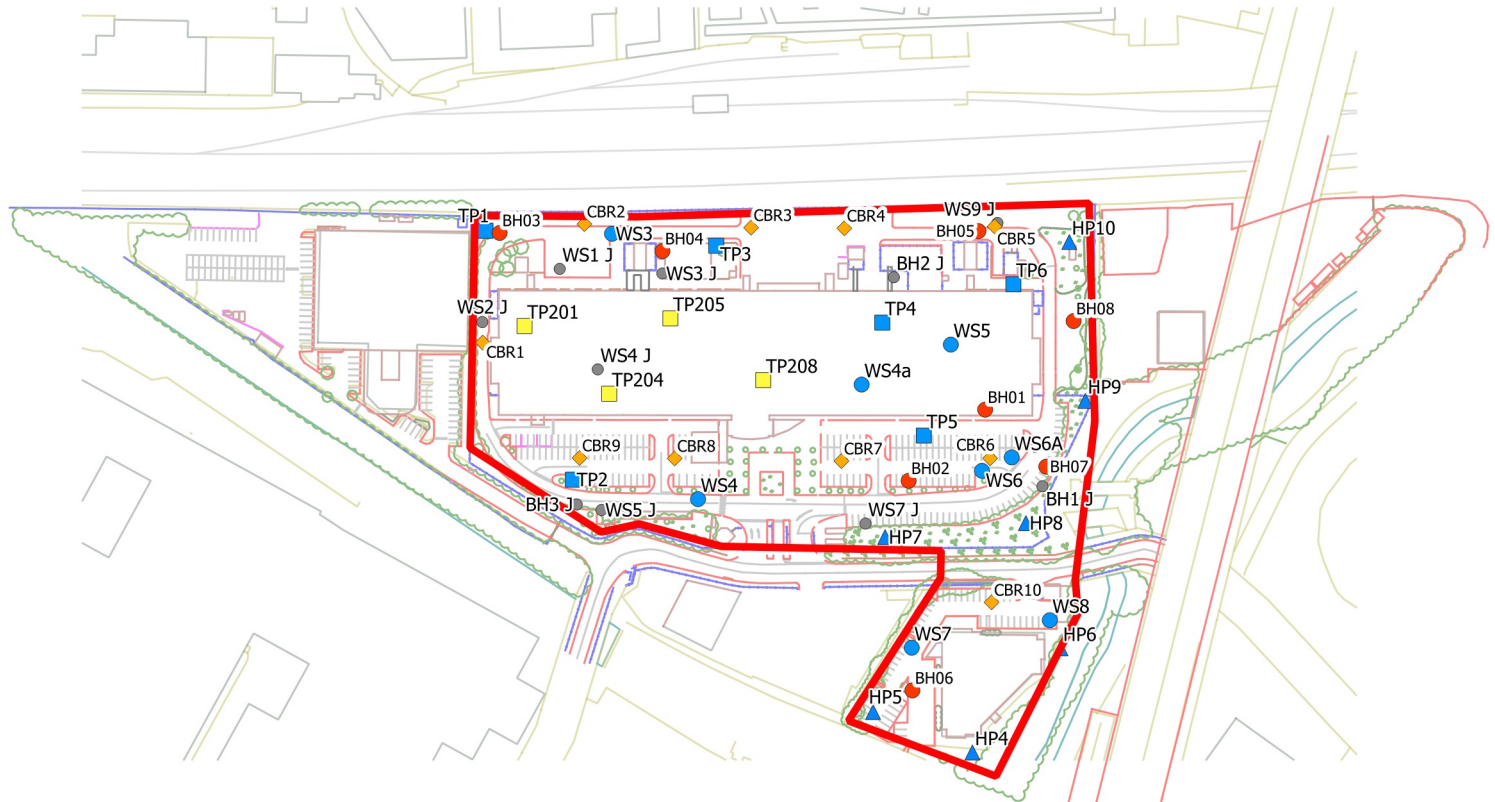 CBR2
WS9 J
TP1
BH03
CBR3
CBR4
WS3
BH05
HP10
BH04
CBR5
TP3
WS1 J
BH2 J
WS3 J
TP6
WS2 J
TP201
TP205
TP4
BH08
WS5
CBR1
WS4 J
TP208
WS4a
TP204
HP9
BH01
TP5
CBR9
CBR8
CBR7
CBR6
WS6A
BH07
TP2
BH02
WS6
WS4
BH1 J
BH3 J
WS5 J
WS7 J
HP8
HP7
CBR10
WS8
WS7
HP6
BH06
HP5
HP4